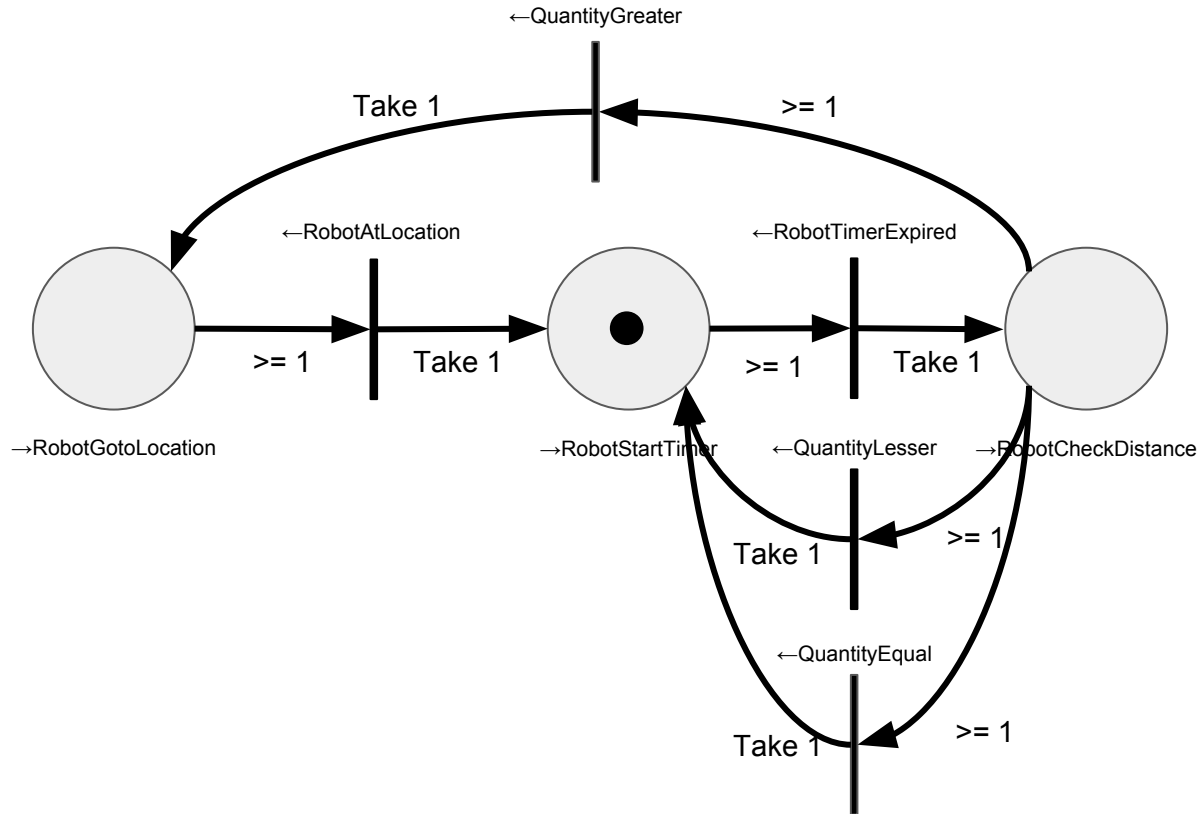 ←QuantityGreater
Take 1
>= 1
←RobotAtLocation
←RobotTimerExpired
>= 1
Take 1
>= 1
Take 1
→RobotGotoLocation
→RobotStartTimer
←QuantityLesser
→RobotCheckDistance
Take 1
>= 1
←QuantityEqual
Take 1
>= 1